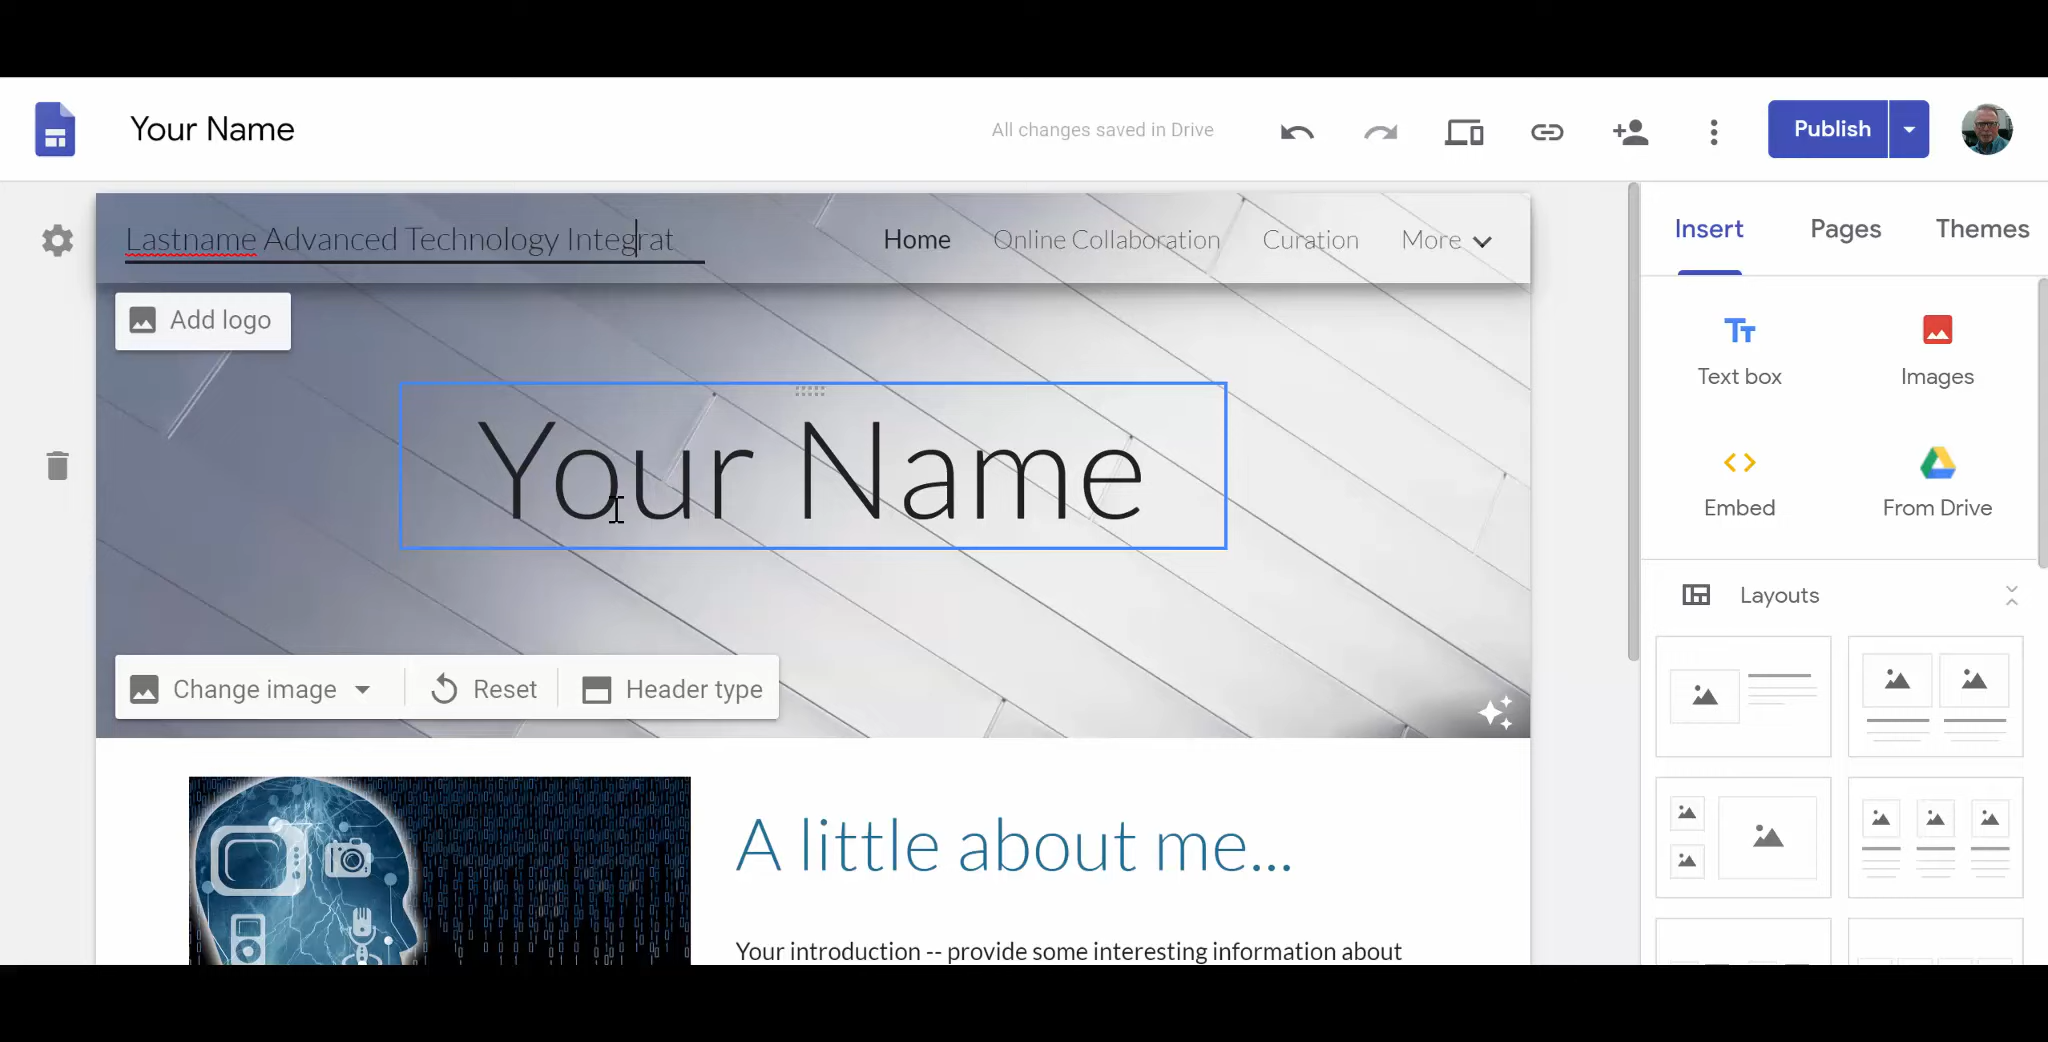 Your Name
All changes saved in Drive
Publish
Lastname Advanced Technology Integrat
Home
Online Collaboration
Curation
More
Insert
Pages
Themes
Add logo
Your Name
Text box
Images
Embed
From Drive
Layouts
Change image
Reset
Header type
A little about me...
Your introduction -- provide some interesting information about